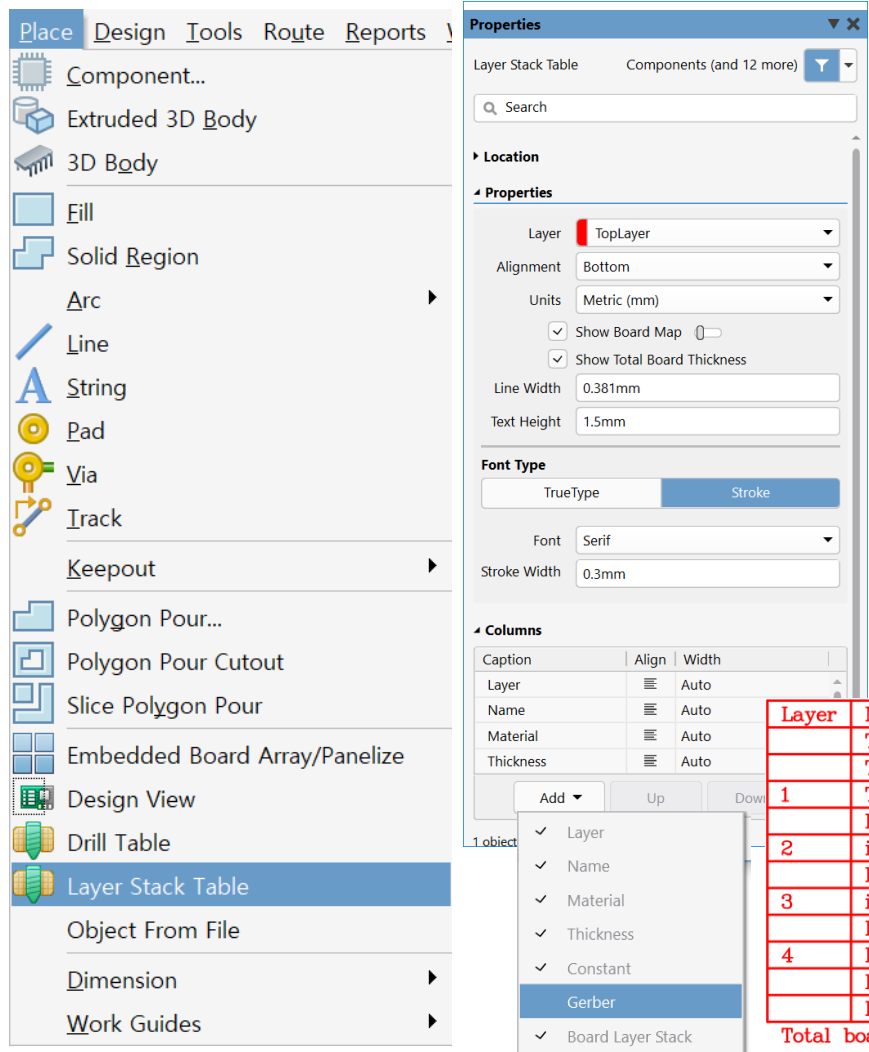 Place Design Tools Route Reports
Component...
Extruded 3D Body
3D Body
Fill
Solid Region
Arc
Line
String
Pad
Via
Track
Keepout
Polygon Pour...
Polygon Pour Cutout
Slice Polygon Pour
Embedded Board Array/Panelize
Design View
Drill Table
Layer Stack Table
Object From File
Dimension
Work Guides
Properties
Layer Stack Table Components (and 12 more)
Search
Location
Properties
Layer TopLayer
Alignment Bottom
Units Metric (mm)
Show Board Map
Show Total Board Thickness
Line Width 0.381mm
Text Height 1.5mm
Font Type
TrueType Stroke
Font Serif
Stroke Width 0.3mm
Columns
Caption Align Width
Layer Auto
Name Auto
Material Auto
Thickness Auto
Add Up Dow
1 object
Layer
Name
Material
Thickness
Constant
Gerber
Board Layer Stack
Layer
1
2
3
4
Total boa